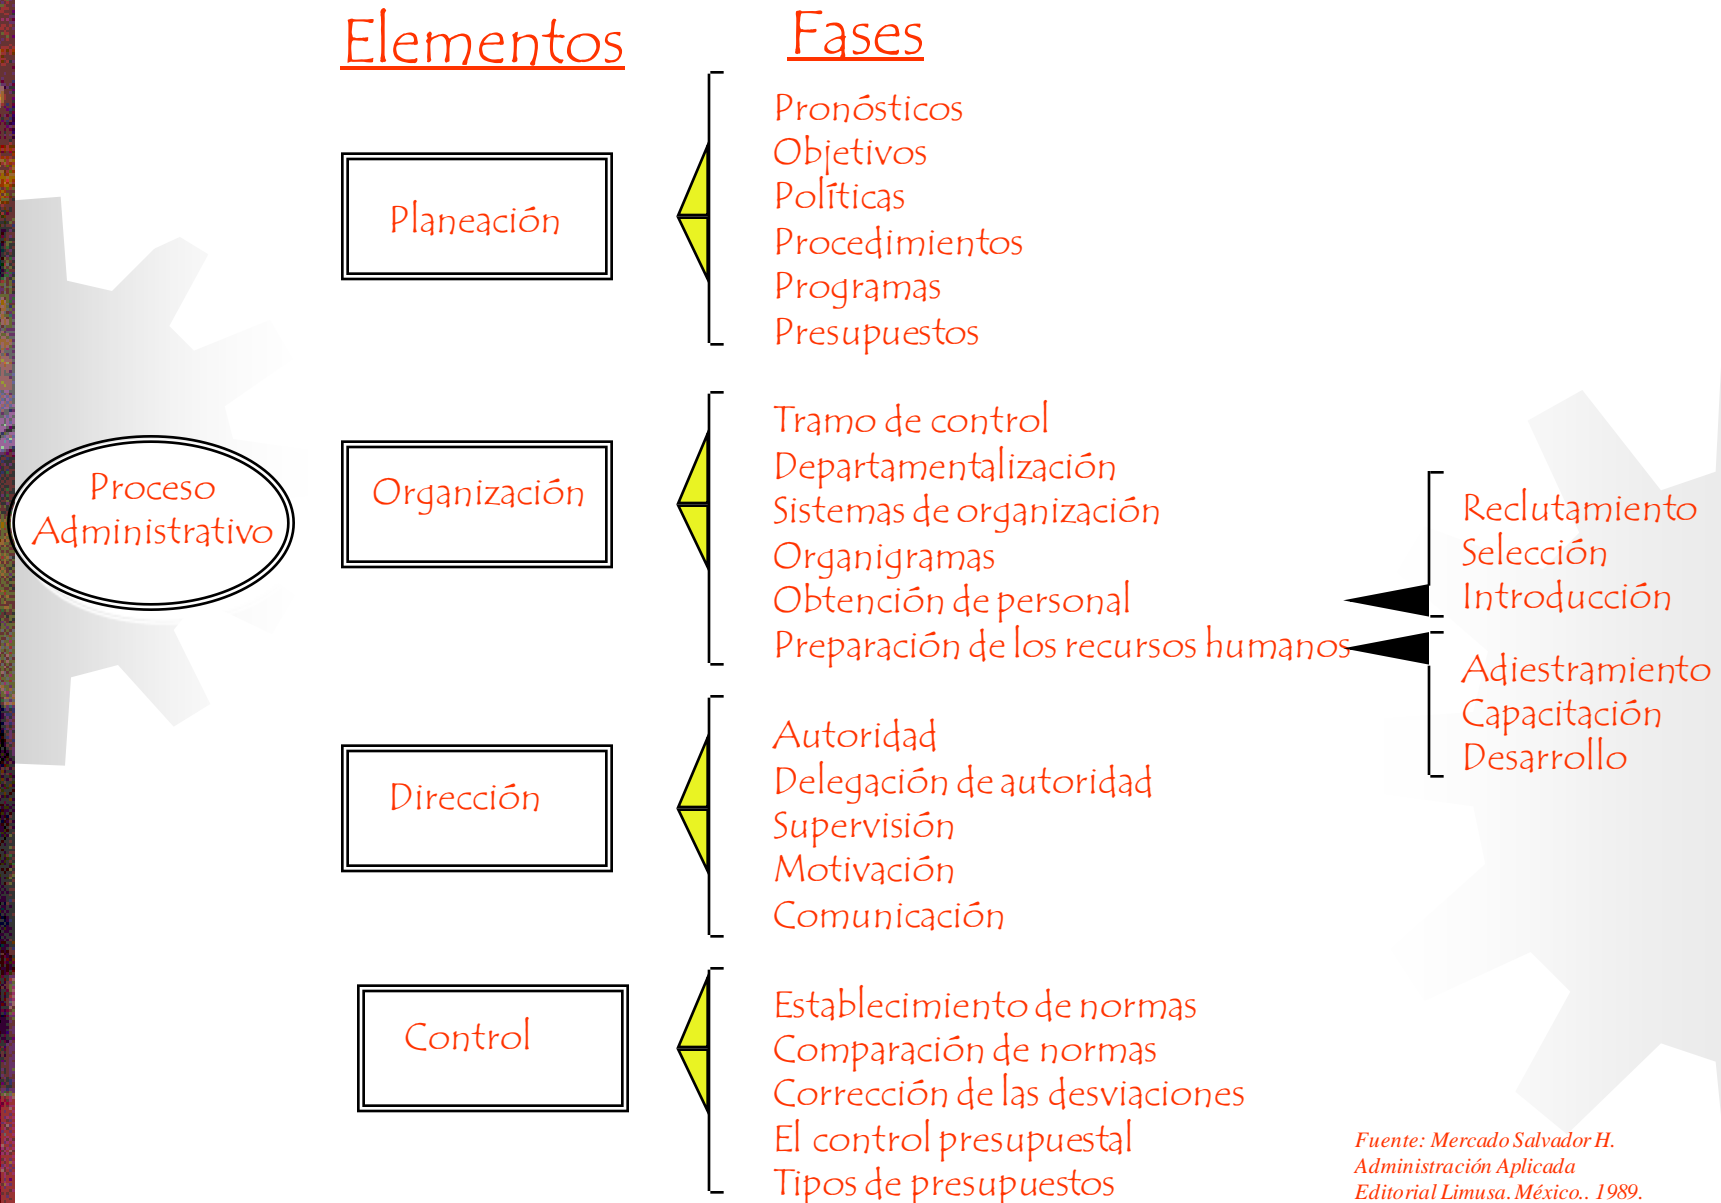 Elementos
Fases
Proceso
Administrativo
Planeación
Pronósticos
Objetivos
Políticas
Procedimientos
Programas
Presupuestos
Organización
Tramo de control
Departamentalización
Sistemas de organización
Organigramas
Obtención de personal
Preparación de los recursos humanos
Reclutamiento
Selección
Introducción
Adiestramiento
Capacitación
Desarrollo
Dirección
Autoridad
Delegación de autoridad
Supervisión
Motivación
Comunicación
Control
Establecimiento de normas
Comparación de normas
Corrección de las desviaciones
El control presupuestal
Tipos de presupuestos
Fuente: Mercado Salvador H.
Administración Aplicada
Editorial Limusa. México.. 1989.